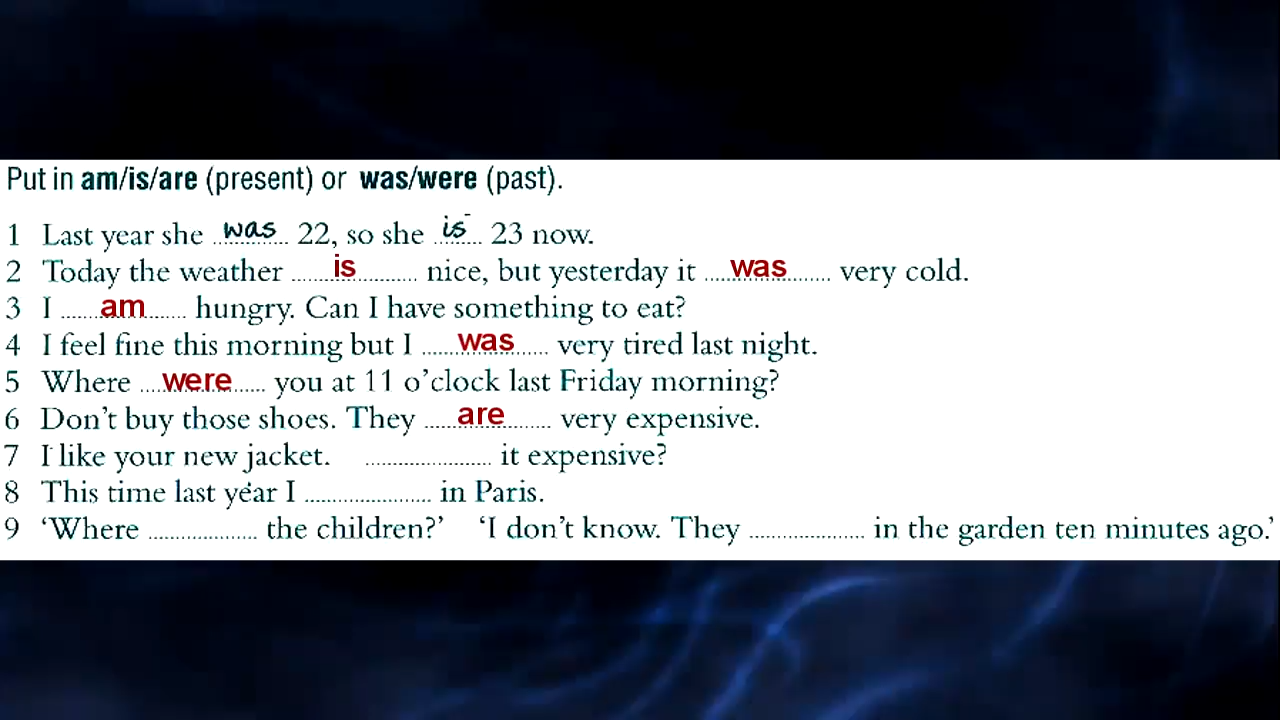 Put in am/is/are (present) or was/were (past).
1 Last year she was 22, so she is 23 now.
2 Today the weather is nice, but yesterday it was very cold.
3 I am hungry. Can I have something to eat?
4 I feel fine this morning but I was very tired last night.
5 Where were you at 11 o'clock last Friday morning?
6 Don't buy those shoes. They are very expensive.
7 I like your new jacket. .................... it expensive?
8 This time last year I .................... in Paris.
9 'Where .................... the children?' 'I don't know. They .................... in the garden ten minutes ago.'